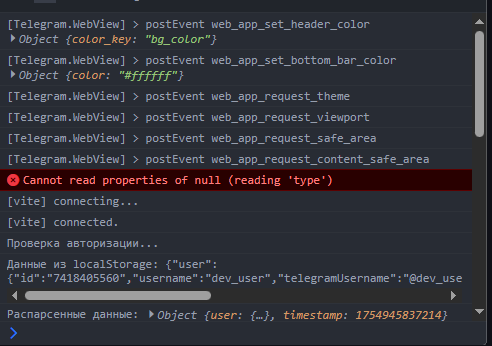 [Telegram.WebView] > postEvent web_app_set_header_color
Object {color_key: "bg_color"}
[Telegram.WebView] > postEvent web_app_set_bottom_bar_color
Object {color: "#ffffff"}
[Telegram.WebView] > postEvent web_app_request_theme
[Telegram.WebView] > postEvent web_app_request_viewport
[Telegram.WebView] > postEvent web_app_request_safe_area
[Telegram.WebView] > postEvent web_app_request_content_safe_area
Cannot read properties of null (reading 'type')
[vite] connecting...
[vite] connected.
Проверка авторизации...
Данные из localStorage: {"user":
{"id":"7418405560","username":"dev_user","telegramUsername":"@dev_use
Распарсенные данные: Object {user: {…}, timestamp: 1754945837214}